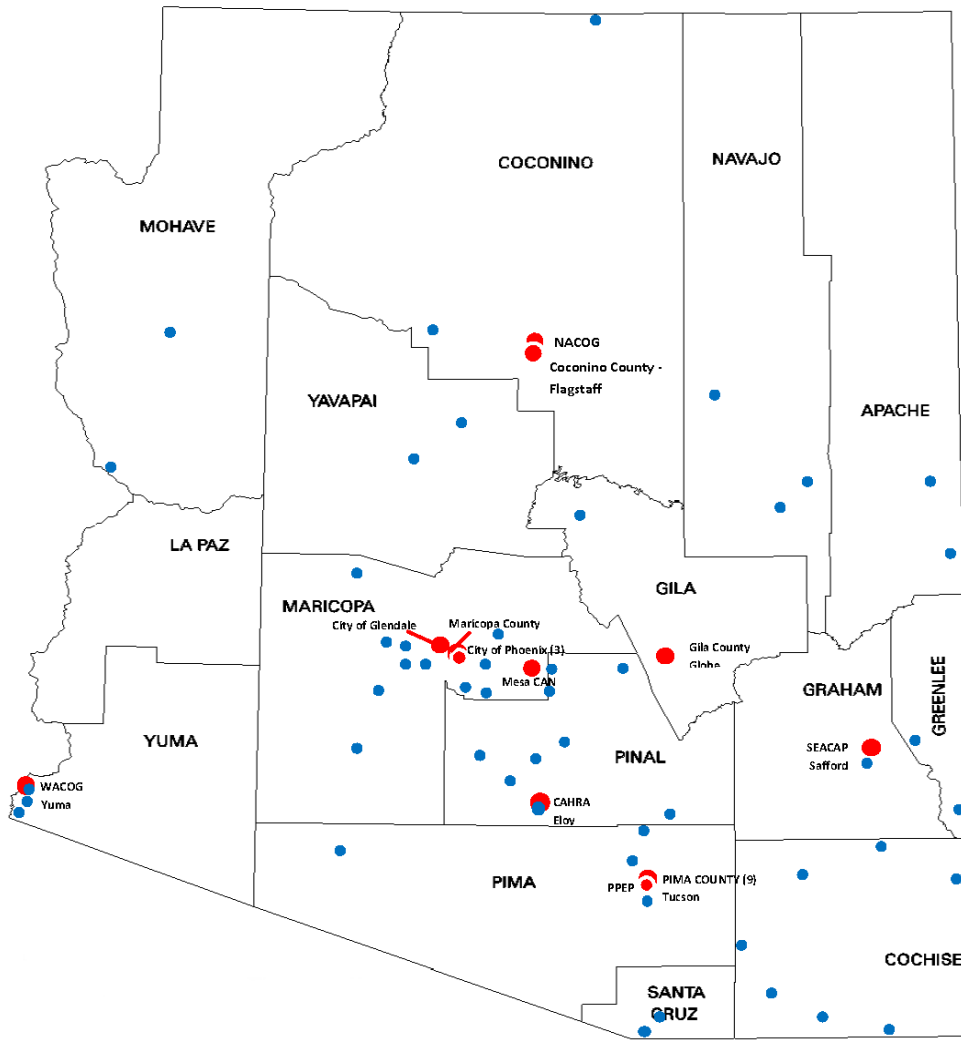 COCONINO
NAVAJO
MOHAVE
NACOG
Coconino County -
Flagstaff
YAVAPAI
APACHE
LA PAZ
GILA
MARICOPA
City of Glendale
Maricopa County
City of Phoenix (3)
Mesa CAN
Gila County
Globe
GRAHAM
GREENLEE
YUMA
PINAL
SEACAP
Safford
WACOG
Yuma
CAHRA
Eloy
PIMA
PPEP
PIMA COUNTY (9)
Tucson
COCHISE
SANTA
CRUZ